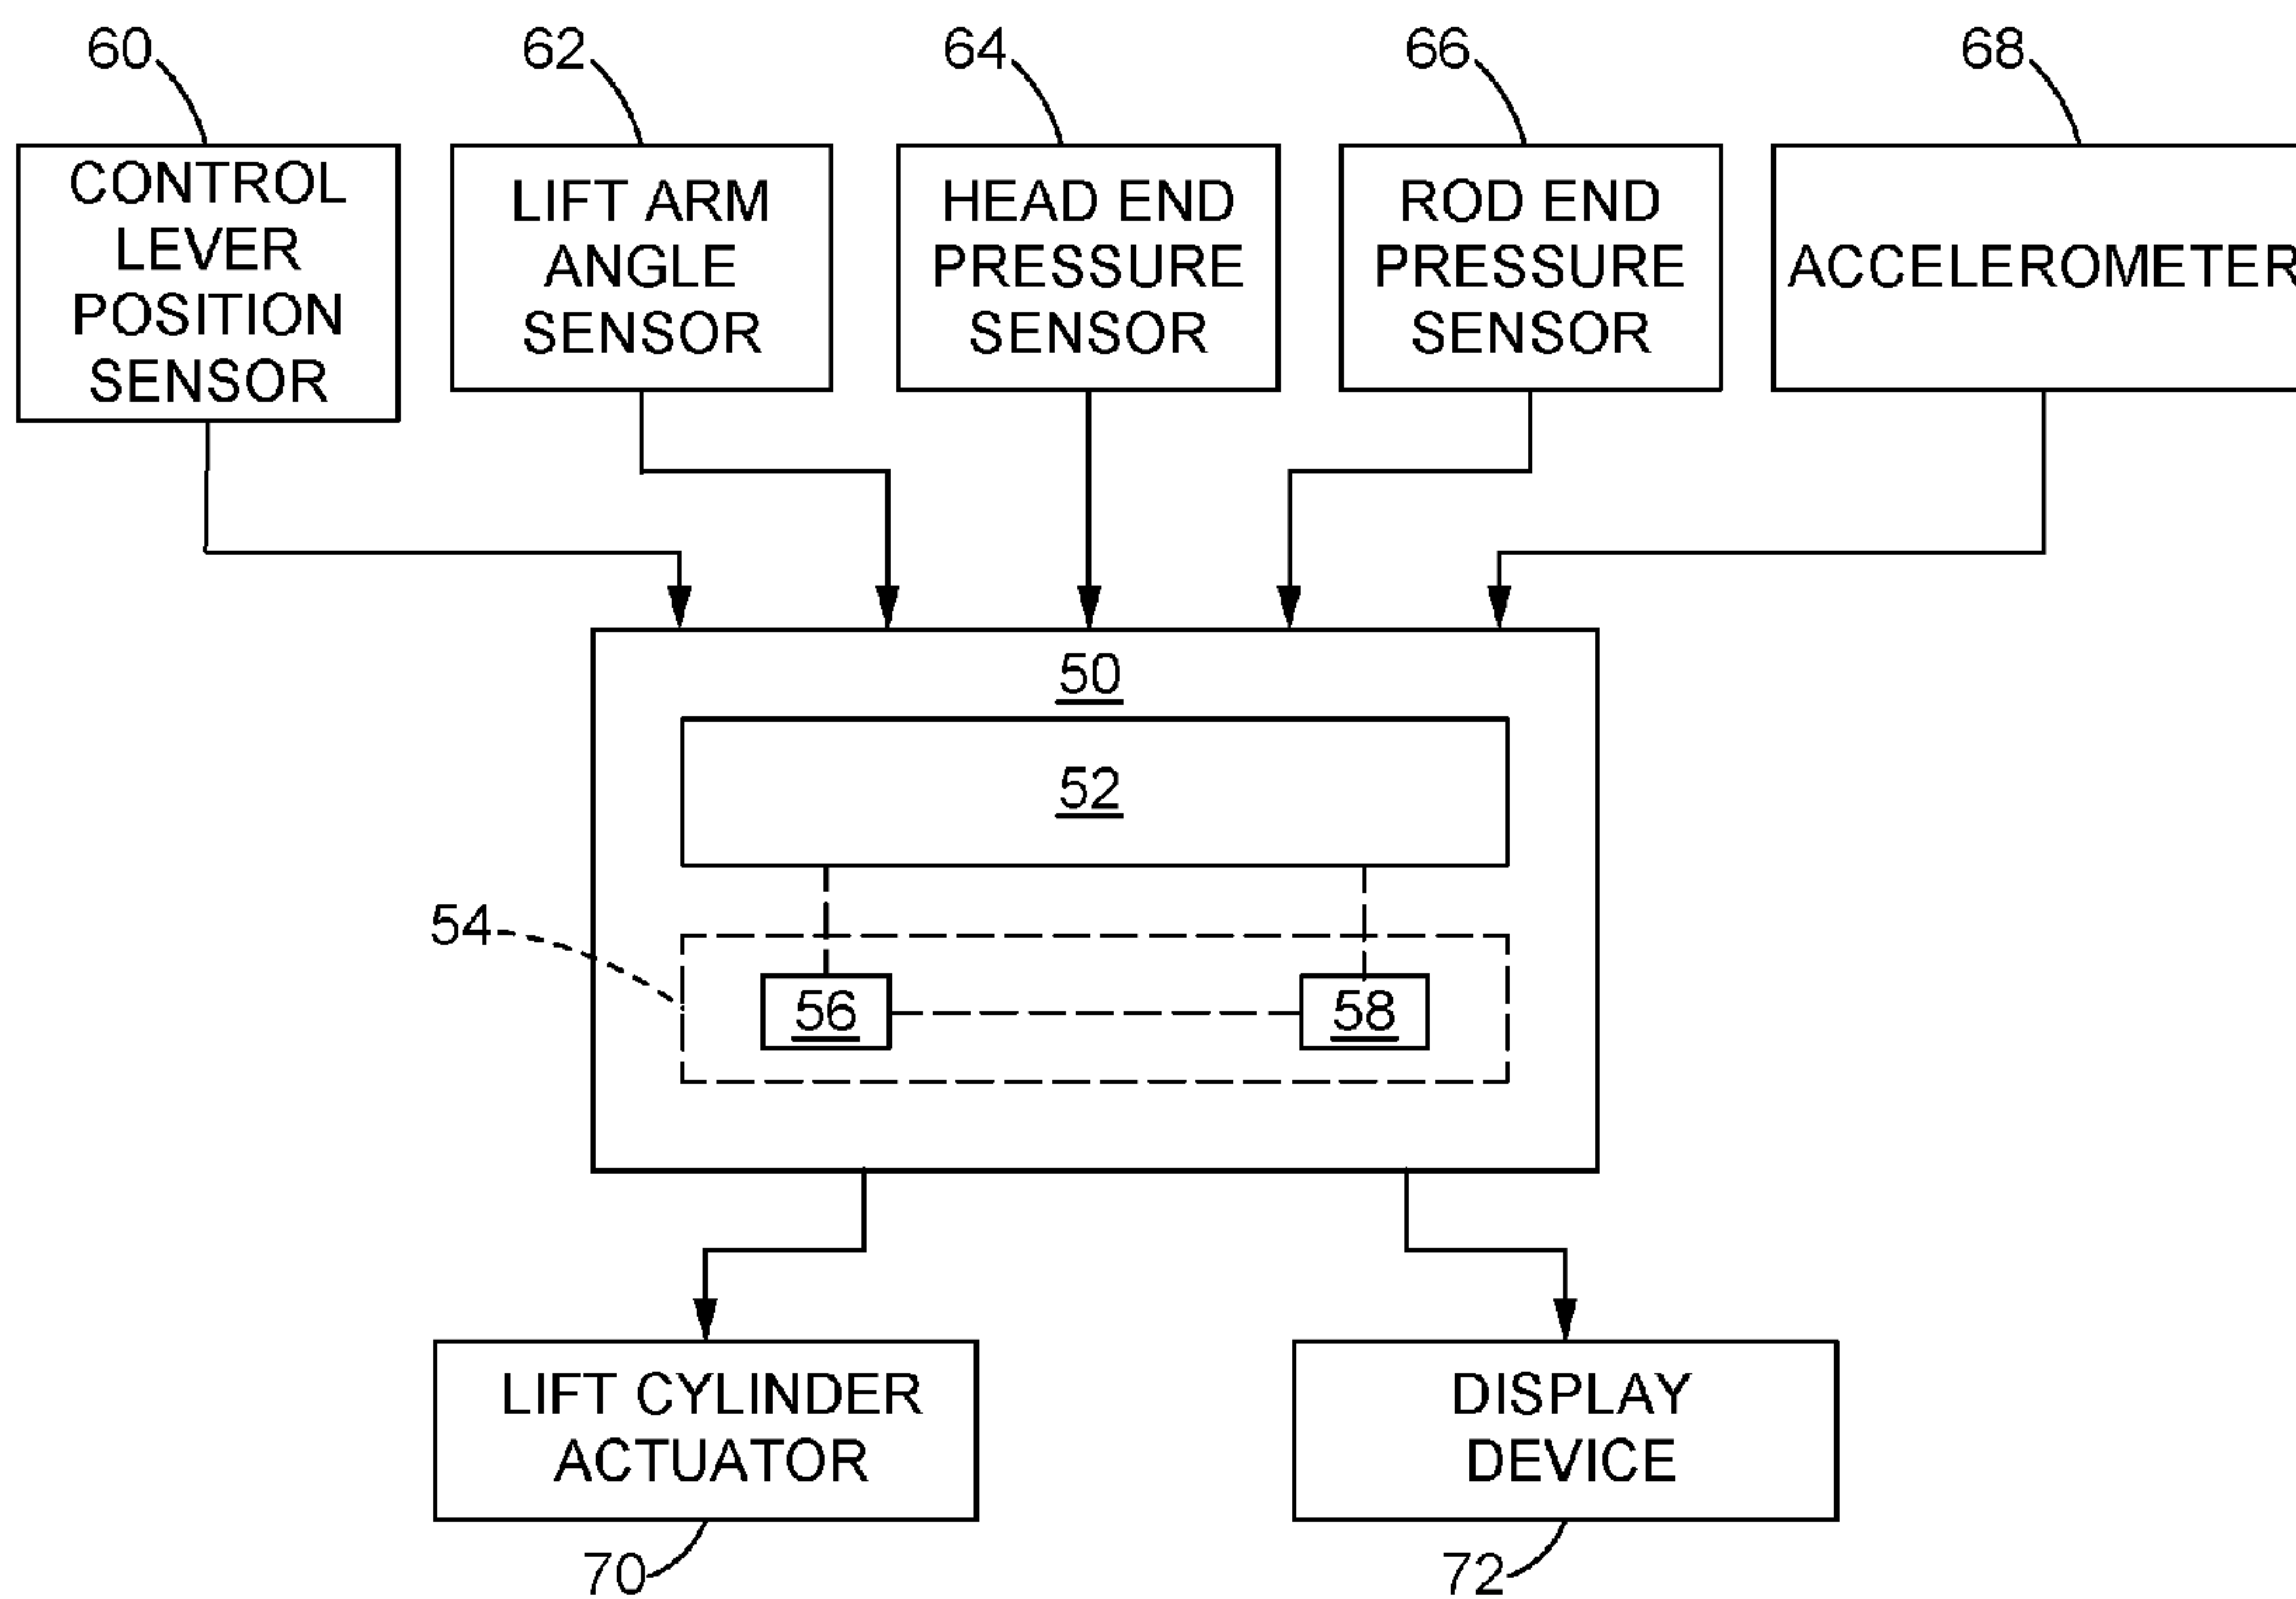 60
62
64
66
68
CONTROL
LEVER
POSITION
SENSOR
LIFT ARM
ANGLE
SENSOR
HEAD END
PRESSURE
SENSOR
ROD END
PRESSURE
SENSOR
ACCELEROMETER
50
52
54
56
58
LIFT CYLINDER
ACTUATOR
DISPLAY
DEVICE
70
72